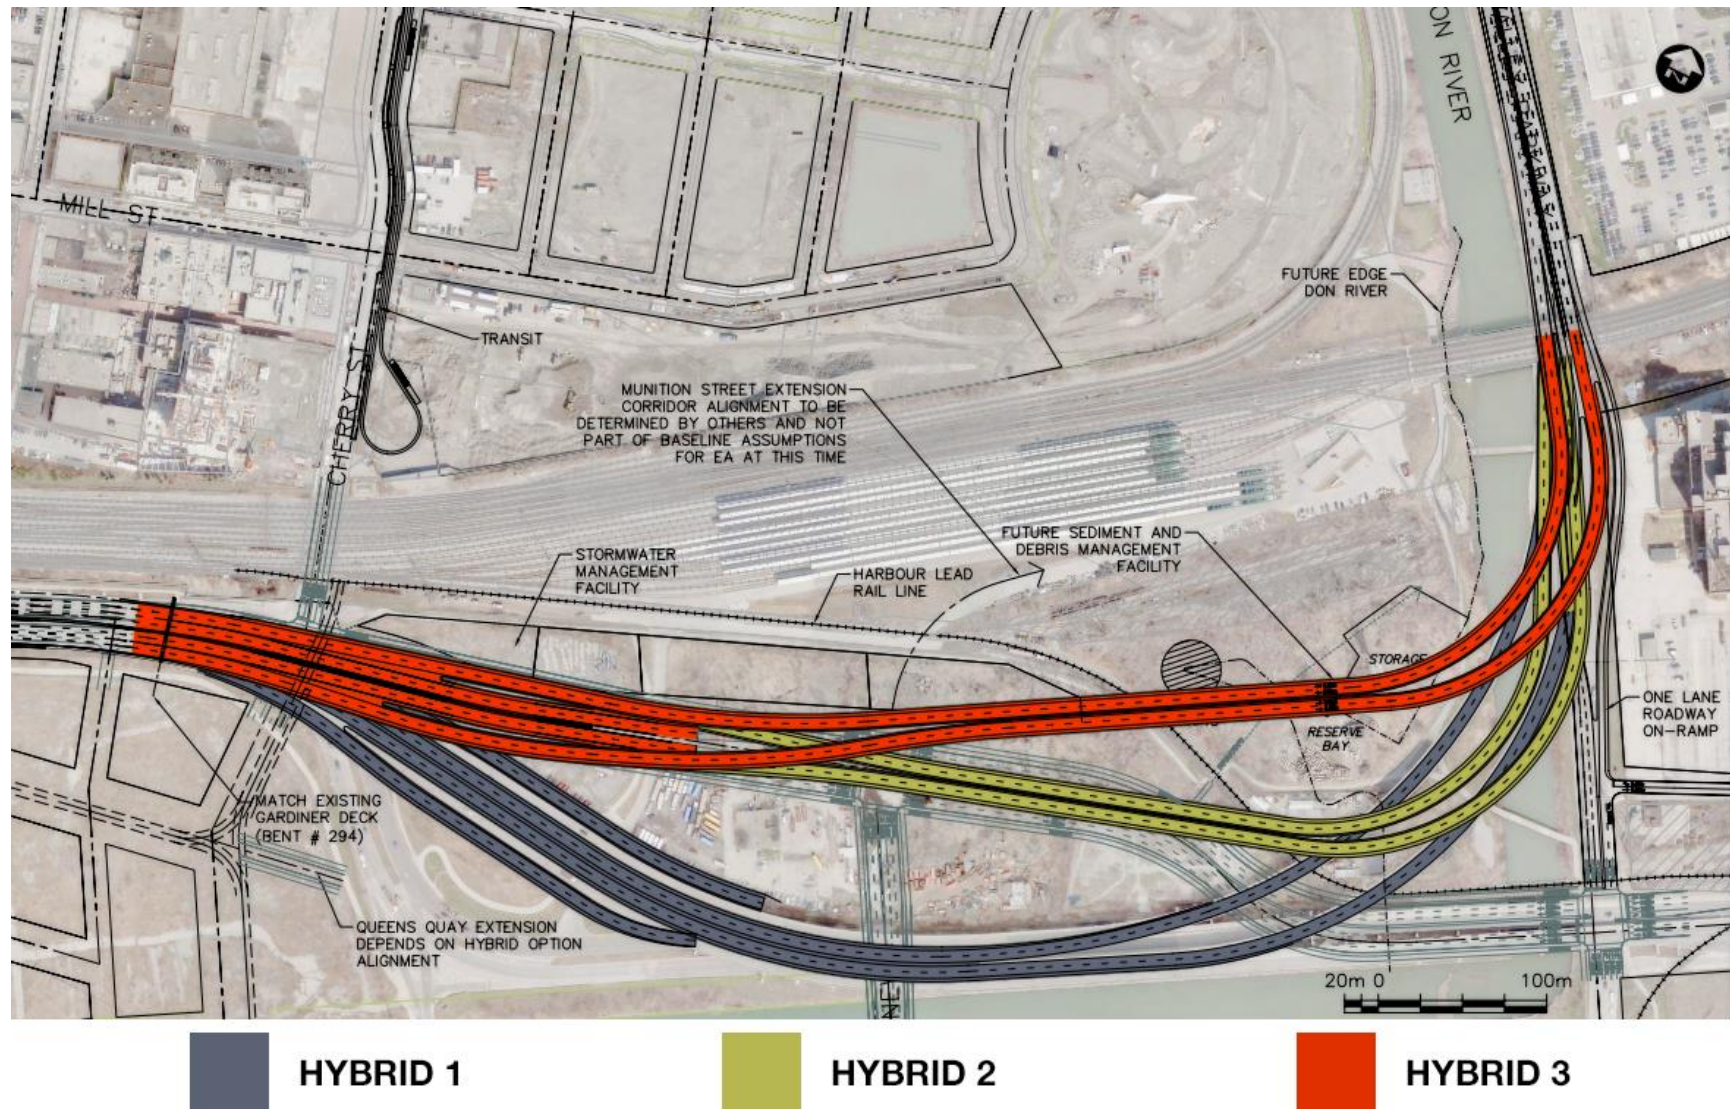 ON RIVER
MILL ST
FUTURE EDGE
DON RIVER
TRANSIT
CHERRY ST
MUNITION STREET EXTENSION
CORRIDOR ALIGNMENT TO BE
DETERMINED BY OTHERS AND NOT
PART OF BASELINE ASSUMPTIONS
FOR EA AT THIS TIME
FUTURE SEDIMENT AND
DEBRIS MANAGEMENT
FACILITY
STORMWATER
MANAGEMENT
FACILITY
HARBOUR LEAD
RAIL LINE
STORAGE
RESERVE
BAY
ONE LANE
ROADWAY
ON-RAMP
MATCH EXISTING
GARDINER DECK
(BENT # 294)
QUEENS QUAY EXTENSION
DEPENDS ON HYBRID OPTION
ALIGNMENT
20m 0 100m
HYBRID 1
HYBRID 2
HYBRID 3